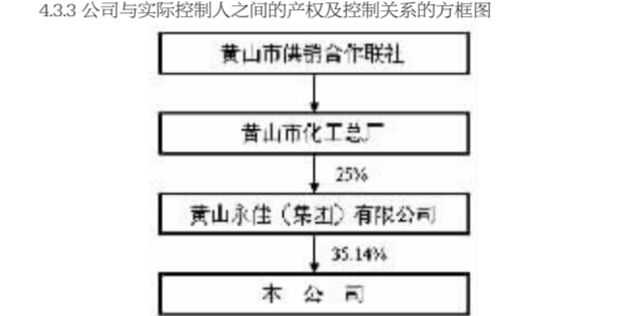 4.3.3 公司与实际控制人之间的产权及控制关系的方框图
黄山市供销合作联社
黄山市化工总厂
25%
黄山永佳（集团）有限公司
35.14%
本 公 司